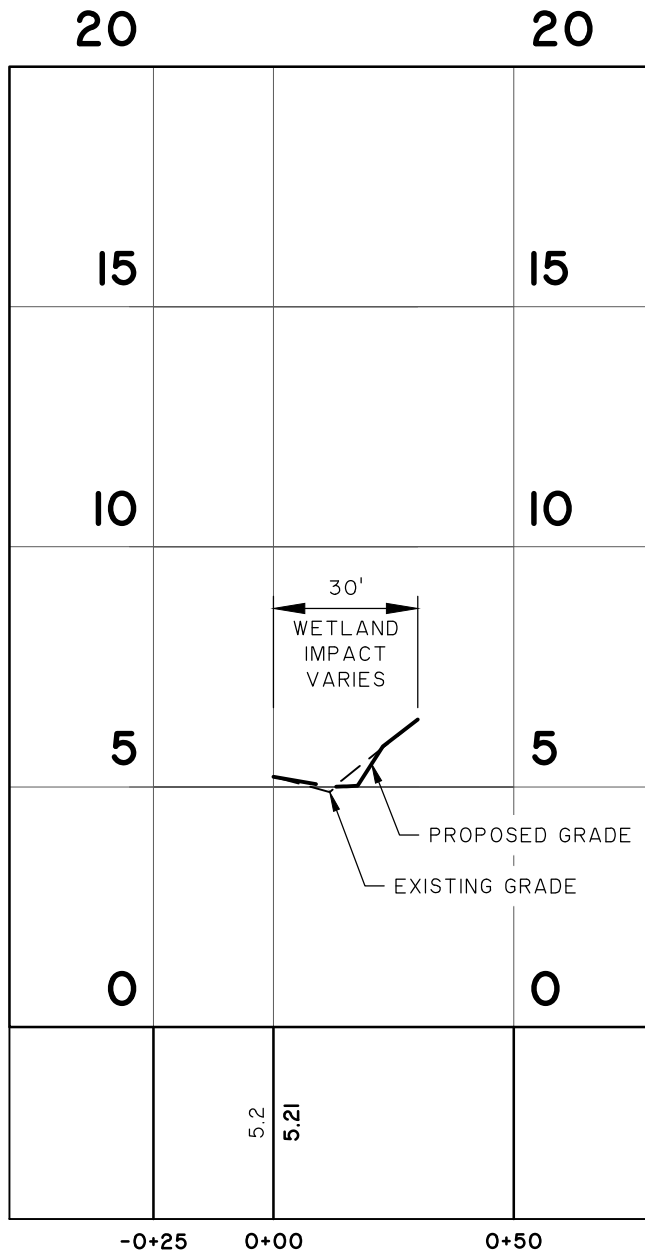 20 20
15 15
10 10
30'
WETLAND
IMPACT
VARIES
5 5
PROPOSED GRADE
EXISTING GRADE
0 0
5.2
5.21
-0+25 0+00 0+50